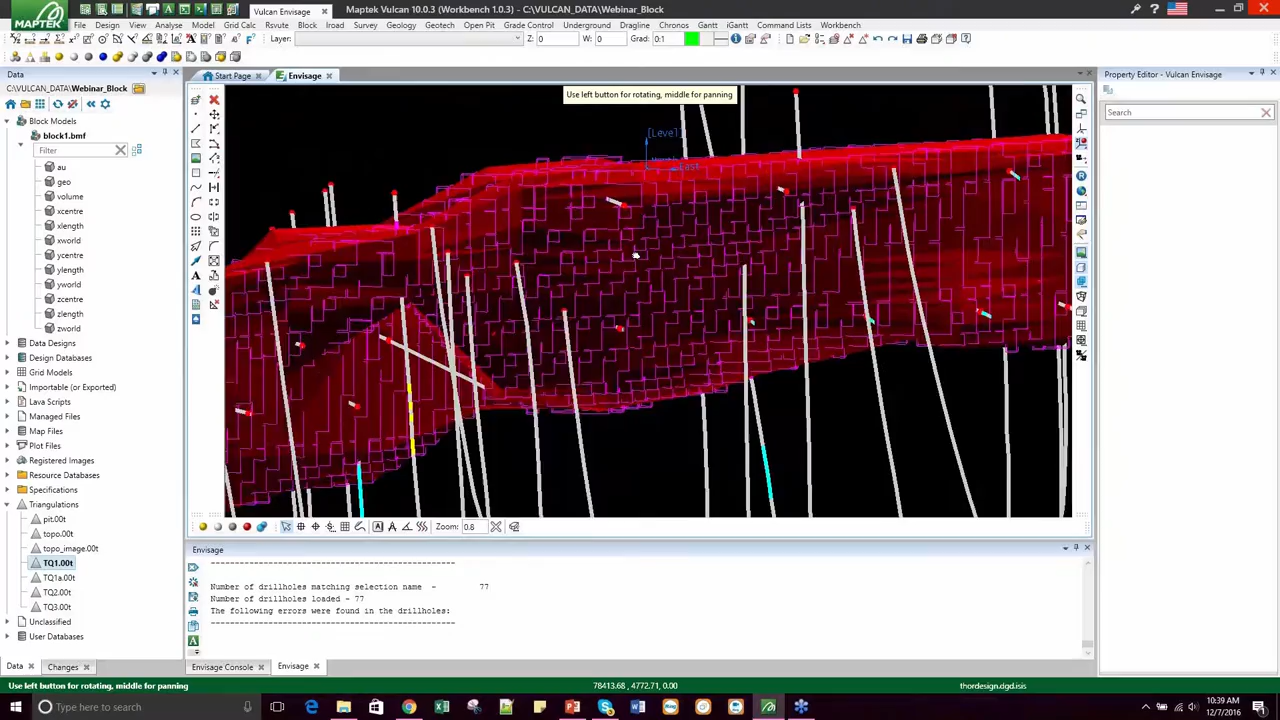 Maptek Vulcan 10.0.3 (Workbench 1.0.3) - C:\VULCAN_DATA\Webinar_Block
Vulcan Envisage
MAPTEK
File Edit Design View Analyse Model Grid Calc Rsvute Block Iroad Survey Geology Geotech Open Pit Grade Control Underground Dragline Chronos Gantt iGantt Command Lists Workbench
Layer: Z: 0 W: 0 Grad: 0:1
Data
Start Page
Envisage
Property Editor - Vulcan Envisage
C:\VULCAN_DATA\Webinar_Block
Use left button for rotating, middle for panning
Search
Block Models
block1.bmf
Filter
[Level]
East
au
geo
volume
xcentre
xlength
xworld
ycentre
ylength
yworld
zcentre
zlength
zworld
Data Designs
Design Databases
Grid Models
Importable (or Exported)
Lava Scripts
Managed Files
Map Files
Plot Files
Registered Images
Resource Databases
Specifications
Triangulations
pit.00t
topo.00t
topo_image.00t
TQ1.00t
TQ1a.00t
TQ2.00t
TQ3.00t
Unclassified
User Databases
Zoom: 0.8
Envisage
Number of drillholes matching selection name - 77
Number of drillholes loaded - 77
The following errors were found in the drillholes:
Data
Changes
Envisage Console
Envisage
Use left button for rotating, middle for panning
78413.68 , 4772.71, 0.00
thordesign.dgd.isis
Type here to search
10:39 AM
12/7/2016